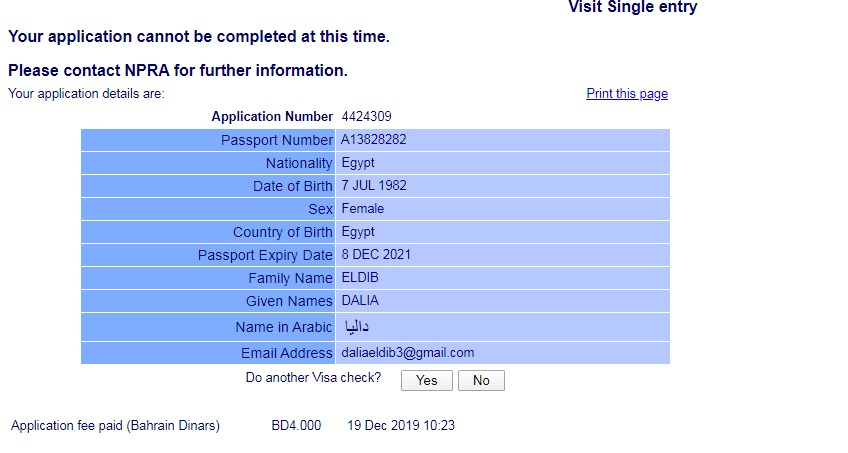 Visit Single entry
Your application cannot be completed at this time.
Please contact NPRA for further information.
Your application details are: Print this page
Application Number 4424309
Passport Number A13828282
Nationality Egypt
Date of Birth 7 JUL 1982
Sex Female
Country of Birth Egypt
Passport Expiry Date 8 DEC 2021
Family Name ELDIB
Given Names DALIA
Name in Arabic داليا
Email Address daliaeldib3@gmail.com
Do another Visa check? Yes No
Application fee paid (Bahrain Dinars) BD4.000 19 Dec 2019 10:23